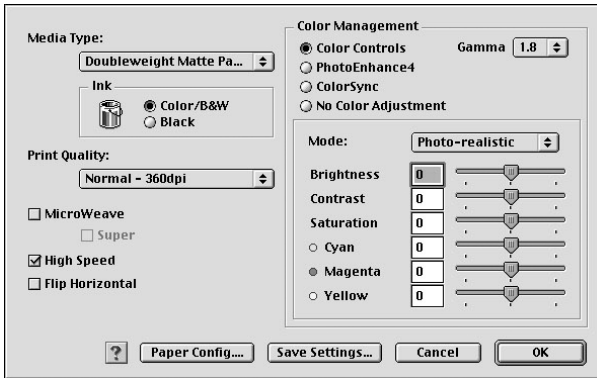 Media Type:
Doubleweight Matte Pa...
Ink
Color/B&W
Black
Print Quality:
Normal - 360dpi
MicroWeave
Super
High Speed
Flip Horizontal
Color Management
Color Controls
Gamma 1.8
PhotoEnhance4
ColorSync
No Color Adjustment
Mode: Photo-realistic
Brightness 0
Contrast 0
Saturation 0
Cyan 0
Magenta 0
Yellow 0
? Paper Config.... Save Settings... Cancel OK